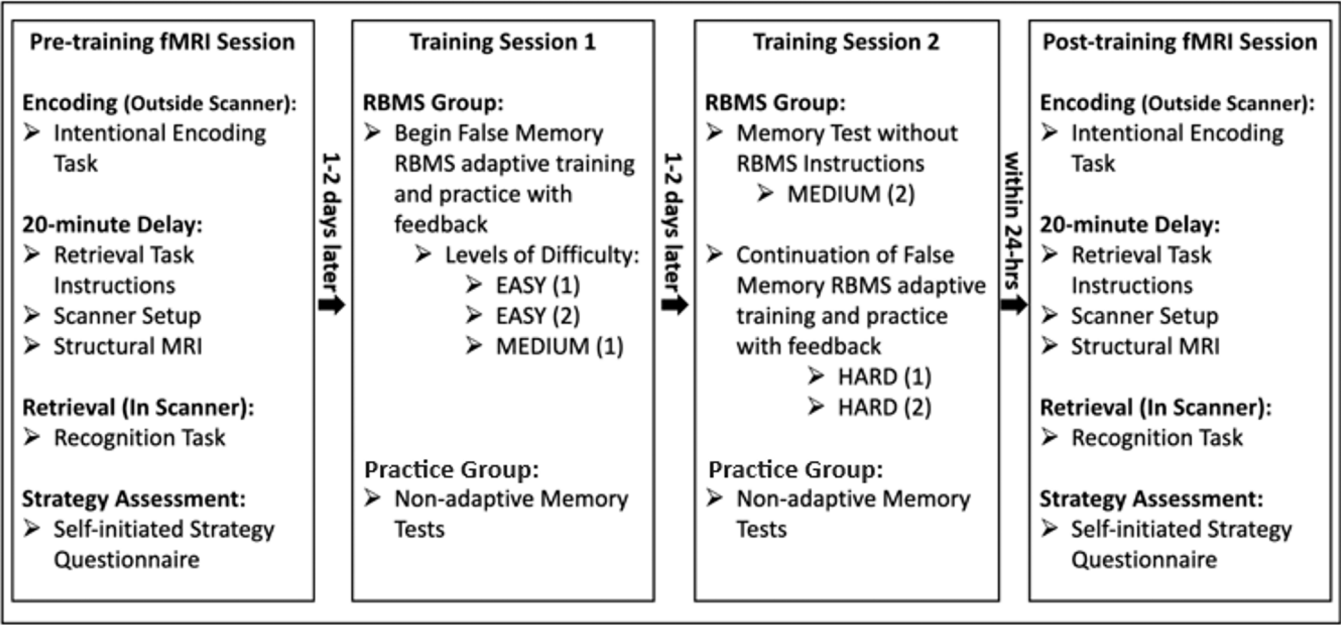 Pre-training fMRI Session
Encoding (Outside Scanner):
➢ Intentional Encoding
Task
20-minute Delay:
➢ Retrieval Task
Instructions
➢ Scanner Setup
➢ Structural MRI
Retrieval (In Scanner):
➢ Recognition Task
Strategy Assessment:
➢ Self-initiated Strategy
Questionnaire
1-2 days later
Training Session 1
RBMS Group:
➢ Begin False Memory
RBMS adaptive training
and practice with
feedback
➢ Levels of Difficulty:
➢ EASY (1)
➢ EASY (2)
➢ MEDIUM (1)
Practice Group:
➢ Non-adaptive Memory
Tests
1-2 days later
Training Session 2
RBMS Group:
➢ Memory Test without
RBMS Instructions
➢ MEDIUM (2)
➢ Continuation of False
Memory RBMS adaptive
training and practice
with feedback
➢ HARD (1)
➢ HARD (2)
Practice Group:
➢ Non-adaptive Memory
Tests
within 24-hrs
Post-training fMRI Session
Encoding (Outside Scanner):
➢ Intentional Encoding
Task
20-minute Delay:
➢ Retrieval Task
Instructions
➢ Scanner Setup
➢ Structural MRI
Retrieval (In Scanner):
➢ Recognition Task
Strategy Assessment:
➢ Self-initiated Strategy
Questionnaire